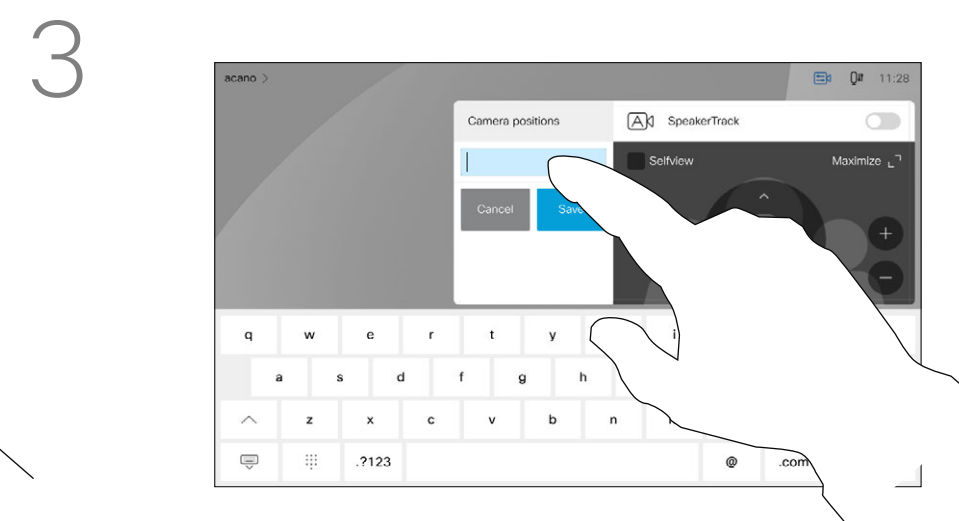 3
acano >
11:28
Camera positions
A SpeakerTrack
Selfview
Maximize
Cancel
Save
+
−
q w e r t y i
a s d f g h
z x c v b n
.?123 @ .com